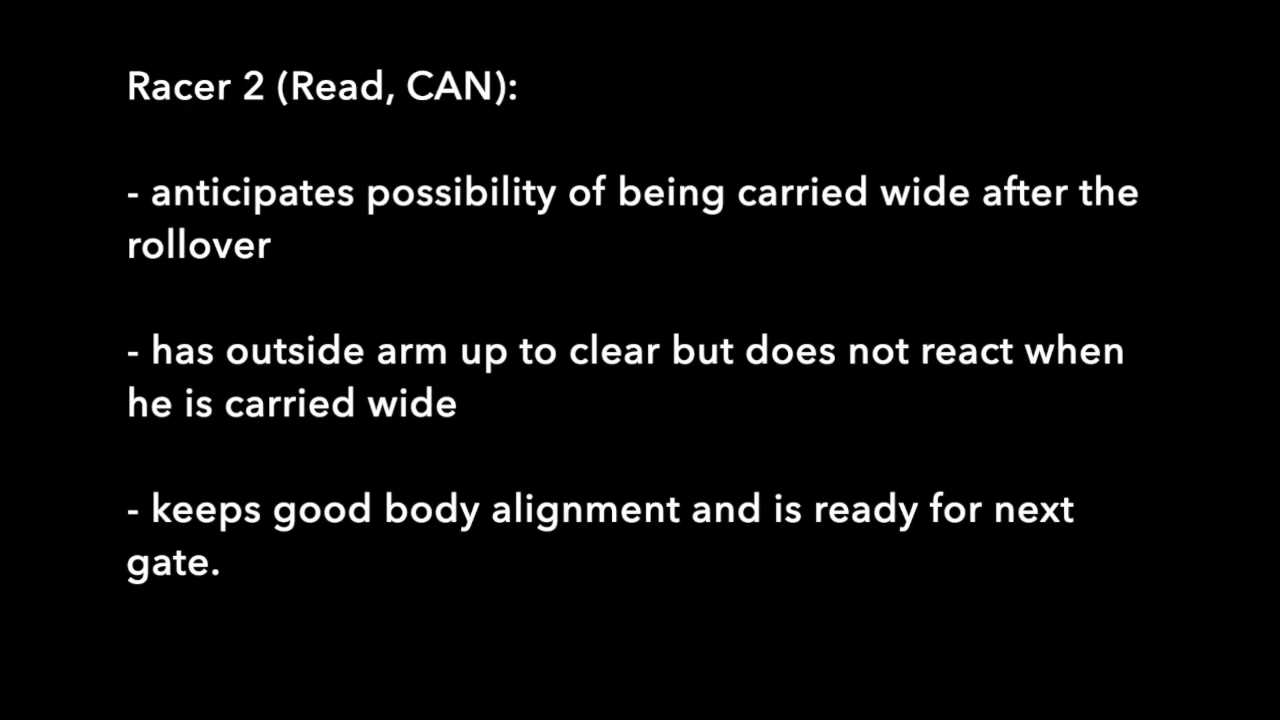 Racer 2 (Read, CAN):
- anticipates possibility of being carried wide after the
rollover
- has outside arm up to clear but does not react when
he is carried wide
- keeps good body alignment and is ready for next
gate.